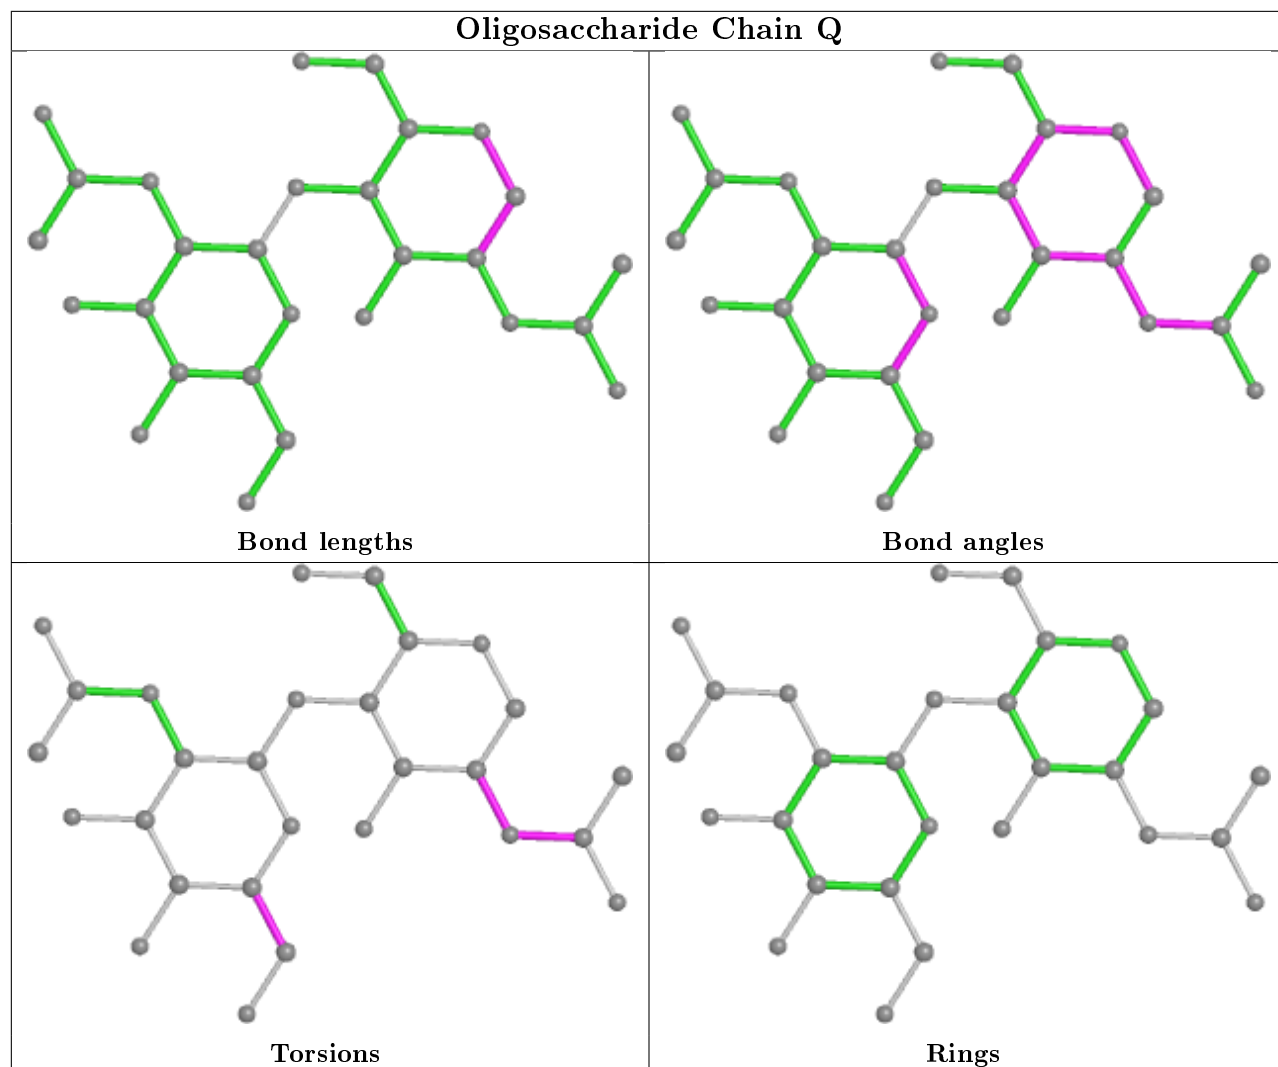 Oligosaccharide Chain Q
Bond lengths
Bond angles
Torsions
Rings